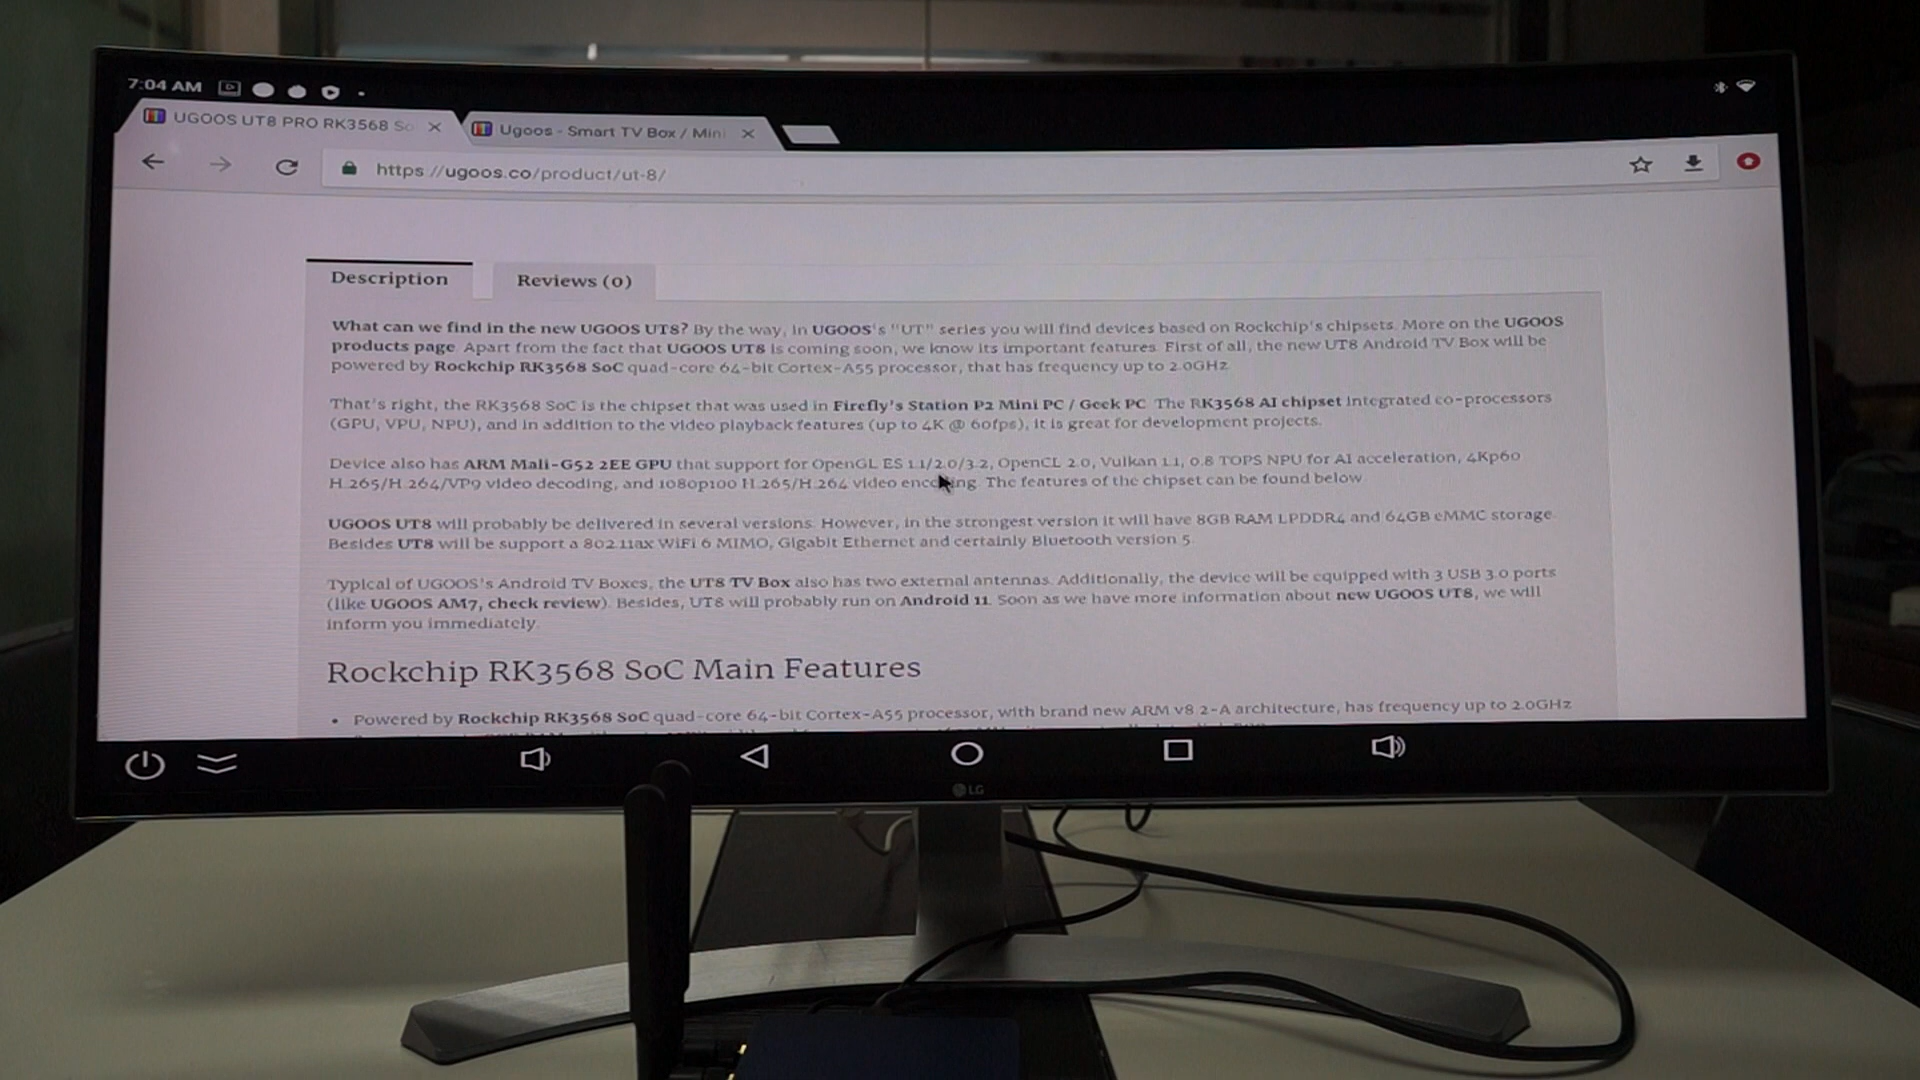 7:04 AM
UGOOS UT8 PRO RK3568 So
Ugoos - Smart TV Box / Mini
https://ugoos.co/product/ut-8/
Description
Reviews (0)
What can we find in the new UGOOS UT8? By the way, in UGOOS's "UT" series you will find devices based on Rockchip's chipsets. More on the UGOOS
products page. Apart from the fact that UGOOS UT8 is coming soon, we know its important features. First of all, the new UT8 Android TV Box will be
powered by Rockchip RK3568 SoC quad-core 64-bit Cortex-A55 processor, that has frequency up to 2.0GHz
That's right, the RK3568 SoC is the chipset that was used in Firefly's Station P2 Mini PC / Geek PC. The RK3568 AI chipset integrated co-processors
(GPU, VPU, NPU), and in addition to the video playback features (up to 4K @ 60fps), it is great for development projects.
Device also has ARM Mali-G52 2EE GPU that support for OpenGL ES 1.1/2.0/3.2, OpenCL 2.0, Vulkan 1.1, 0.8 TOPS NPU for AI acceleration, 4Kp60
H.265/H.264/VP9 video decoding, and 1080p100 H.265/H.264 video encoding. The features of the chipset can be found below
UGOOS UT8 will probably be delivered in several versions. However, in the strongest version it will have 8GB RAM LPDDR4 and 64GB eMMC storage.
Besides UT8 will be support a 802.11ax WiFi 6 MIMO, Gigabit Ethernet and certainly Bluetooth version 5.
Typical of UGOOS's Android TV Boxes, the UT8 TV Box also has two external antennas. Additionally, the device will be equipped with 3 USB 3.0 ports
(like UGOOS AM7, check review). Besides, UT8 will probably run on Android 11. Soon as we have more information about new UGOOS UT8, we will
inform you immediately.
Rockchip RK3568 SoC Main Features
• Powered by Rockchip RK3568 SoC quad-core 64-bit Cortex-A55 processor, with brand new ARM v8.2-A architecture, has frequency up to 2.0GHz
LG